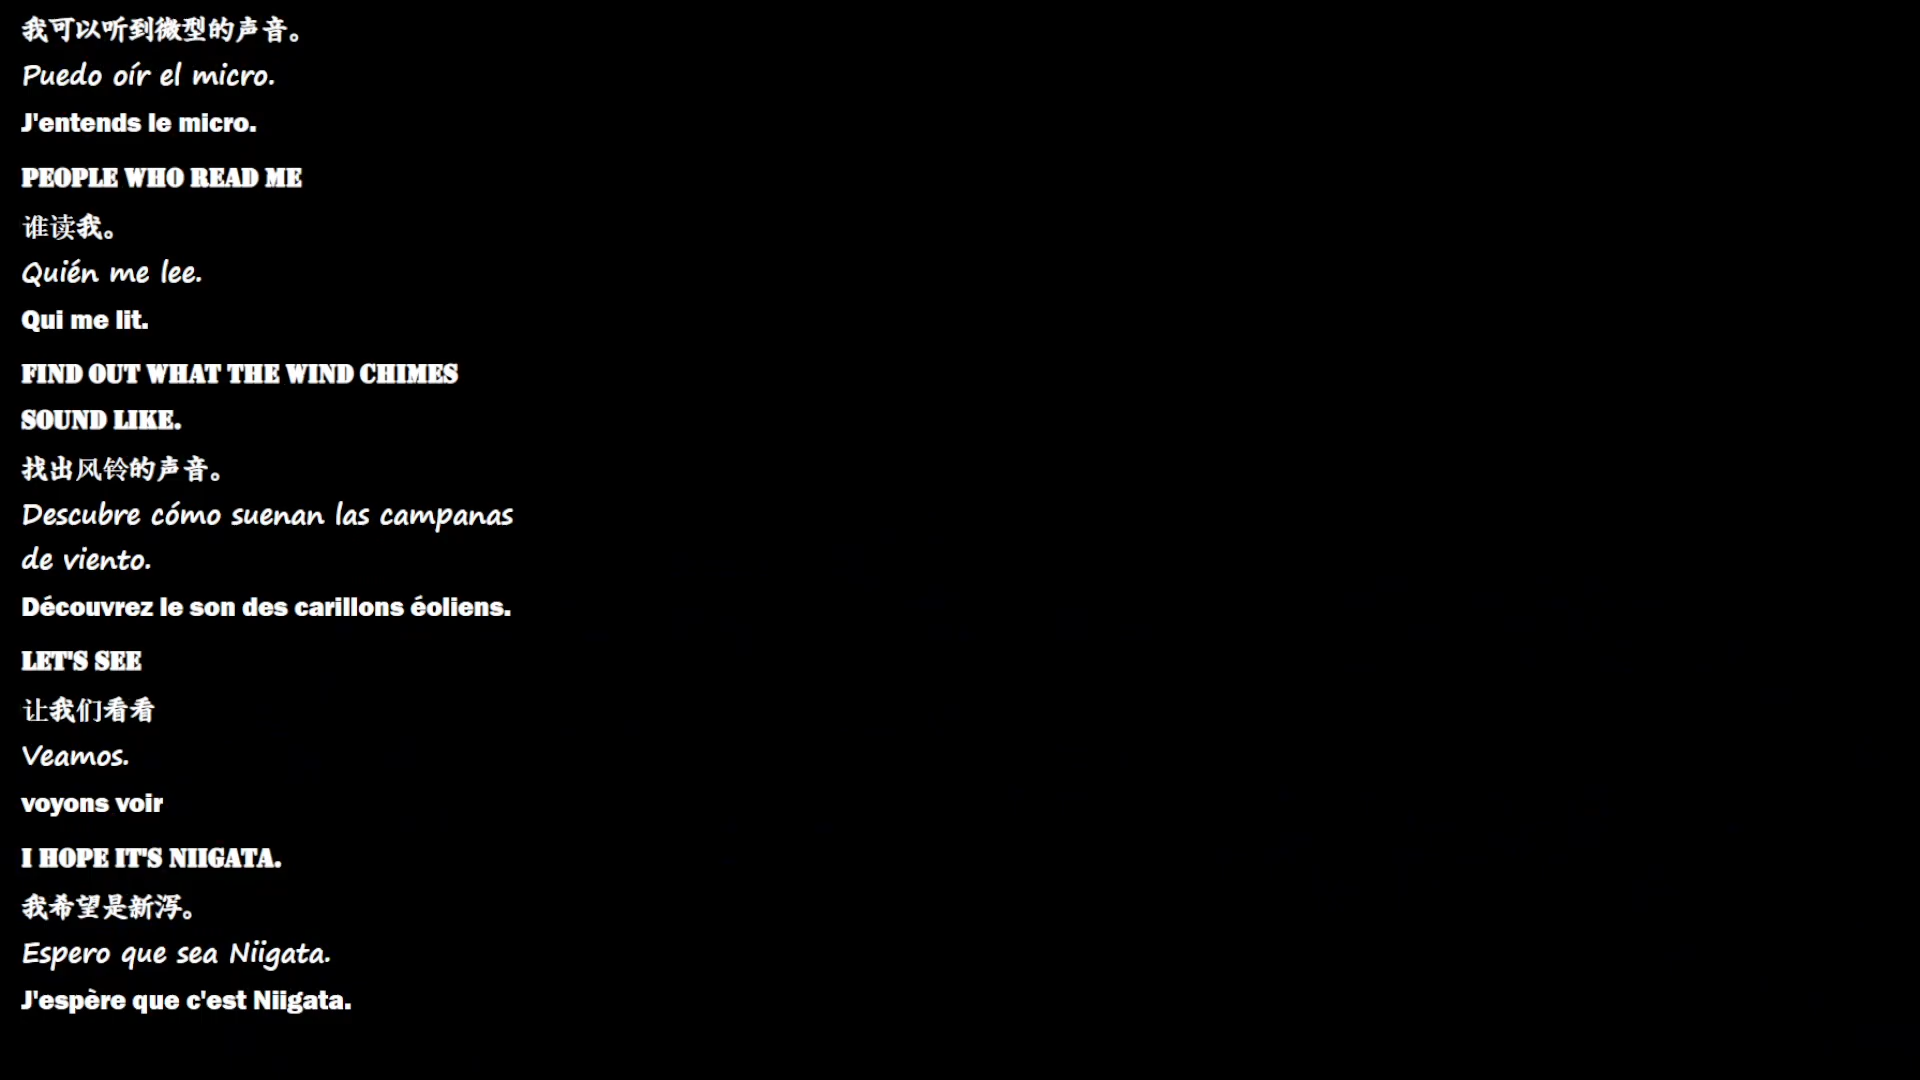 我可以听到微型的声音。
Puedo oír el micro.
J'entends le micro.
PEOPLE WHO READ ME
谁读我。
Quién me lee.
Qui me lit.
FIND OUT WHAT THE WIND CHIMES
SOUND LIKE.
找出风铃的声音。
Descubre cómo suenan las campanas
de viento.
Découvrez le son des carillons éoliens.
LET'S SEE
让我们看看
Veamos.
voyons voir
I HOPE IT'S NIIGATA.
我希望是新泻。
Espero que sea Niigata.
J'espère que c'est Niigata.